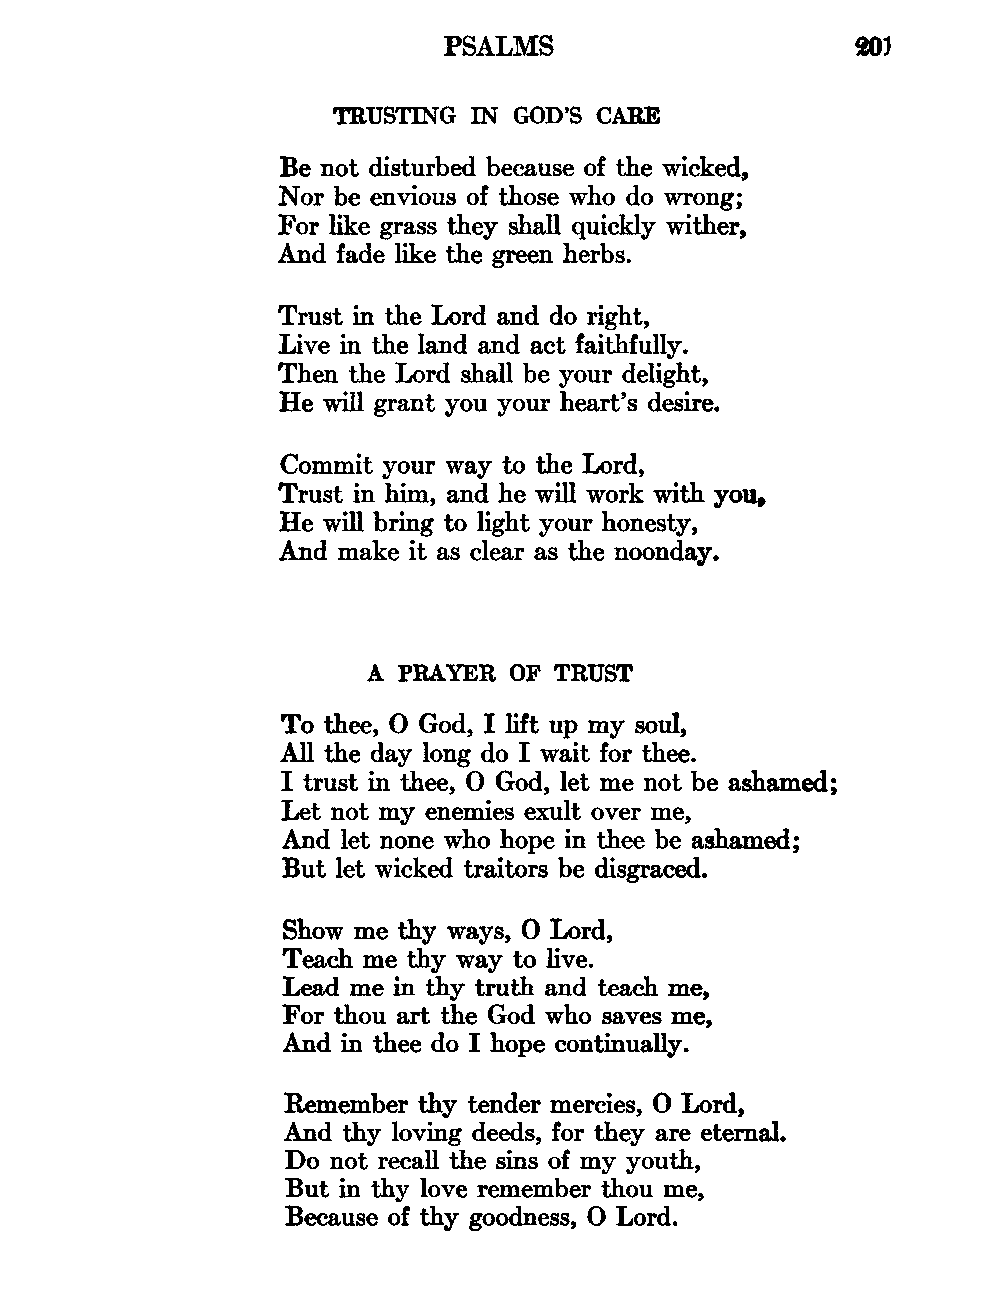 PSALMS 201
TRUSTING IN GOD'S CARE
Be not disturbed because of the wicked,
Nor be envious of those who do wrong;
For like grass they shall quickly wither,
And fade like the green herbs.
Trust in the Lord and do right,
Live in the land and act faithfully.
Then the Lord shall be your delight,
He will grant you your heart's desire.
Commit your way to the Lord,
Trust in him, and he will work with you,
He will bring to light your honesty,
And make it as clear as the noonday.
A PRAYER OF TRUST
To thee, O God, I lift up my soul,
All the day long do I wait for thee.
I trust in thee, O God, let me not be ashamed;
Let not my enemies exult over me,
And let none who hope in thee be ashamed;
But let wicked traitors be disgraced.
Show me thy ways, O Lord,
Teach me thy way to live.
Lead me in thy truth and teach me,
For thou art the God who saves me,
And in thee do I hope continually.
Remember thy tender mercies, O Lord,
And thy loving deeds, for they are eternal.
Do not recall the sins of my youth,
But in thy love remember thou me,
Because of thy goodness, O Lord.